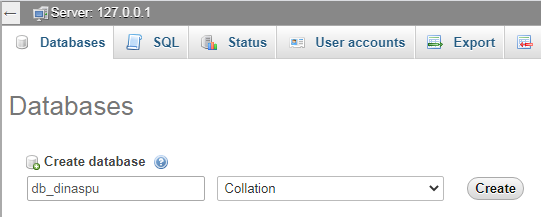 Server: 127.0.0.1
Databases SQL Status User accounts Export
Databases
Create database
db_dinaspu Collation Create